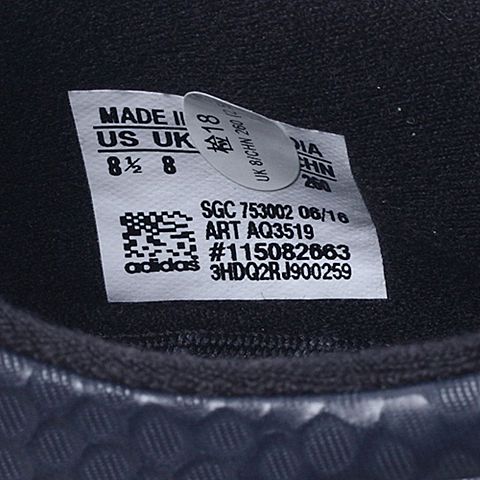 MADE I DIA
US UK CHN
8½ 8 260
检18
UK 8/CHN 260
SGC 753002 06/16
ART AQ3519
#115082663
3HDQ2RJ900259
adidas